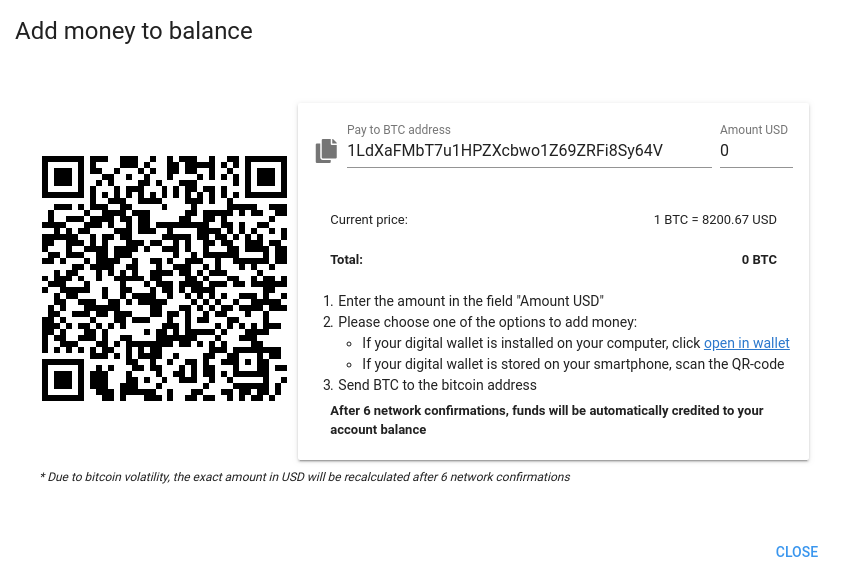 Add money to balance
Pay to BTC address
Amount USD
1LdXaFMbT7u1HPZXcbwo1Z69ZRFi8Sy64V
0
Current price:
1 BTC = 8200.67 USD
Total:
0 BTC
1. Enter the amount in the field "Amount USD"
2. Please choose one of the options to add money:
If your digital wallet is installed on your computer, click open in wallet
If your digital wallet is stored on your smartphone, scan the QR-code
3. Send BTC to the bitcoin address
After 6 network confirmations, funds will be automatically credited to your
account balance
* Due to bitcoin volatility, the exact amount in USD will be recalculated after 6 network confirmations
CLOSE